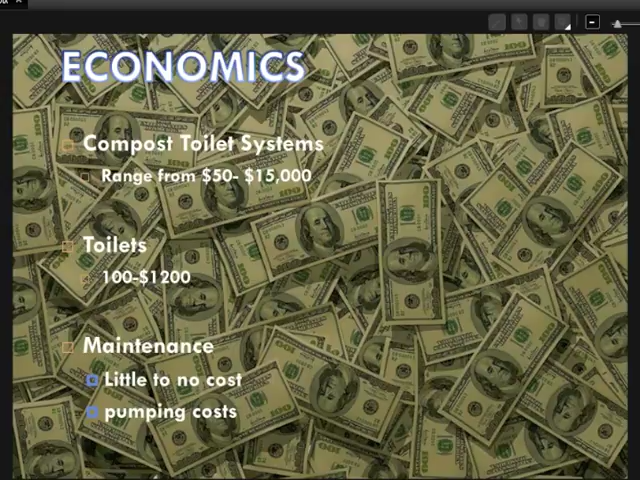 ECONOMICS
Compost Toilet Systems
Range from $50- $15,000
Toilets
100-$1200
Maintenance
Little to no cost
pumping costs